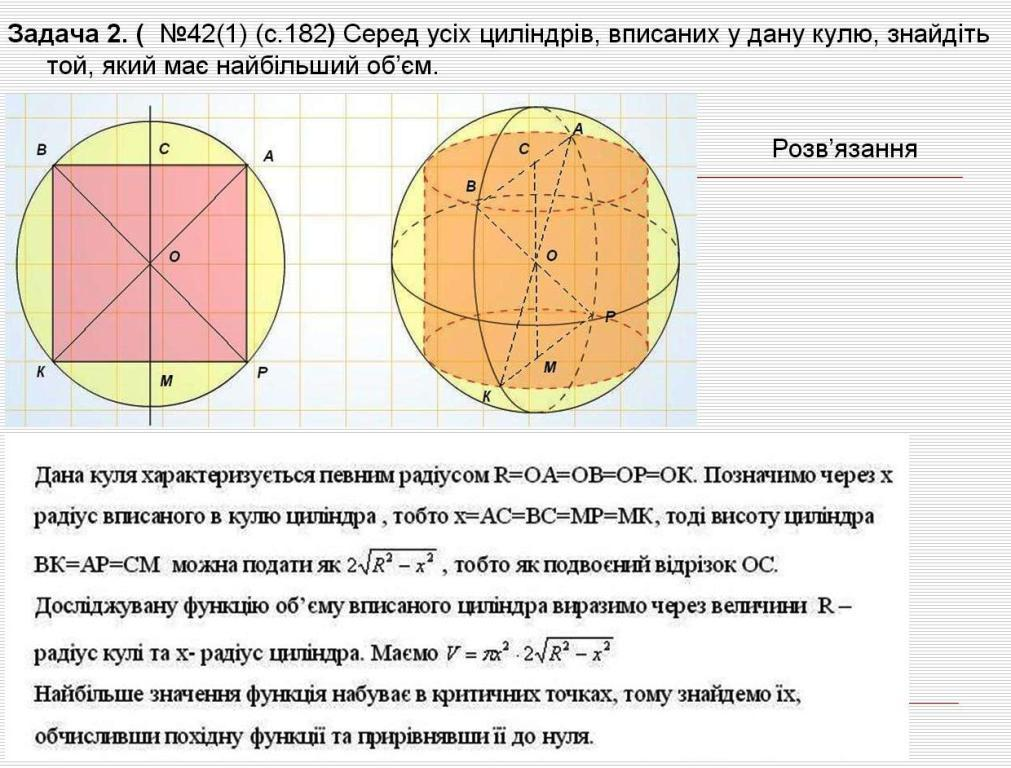 Задача 2. ( №42(1) (с.182) Серед усіх циліндрів, вписаних у дану кулю, знайдіть
той, який має найбільший об’єм.
Розв’язання
В
С
А
О
К
М
Р
А
С
В
О
Р
М
К
Дана куля характеризується певним радіусом R=OA=OB=OP=OK. Позначимо через x
радіус вписаного в кулю циліндра , тобто x=AC=BC=MP=MK, тоді висоту циліндра
BK=AP=CM можна подати як 2√(R² – x²) , тобто як подвоєний відрізок OC.
Досліджувану функцію об’єму вписаного циліндра виразимо через величини R –
радіус кулі та x- радіус циліндра. Маємо V = πx² · 2√(R² – x²)
Найбільше значення функція набуває в критичних точках, тому знайдемо їх,
обчисливши похідну функції та прирівнявши її до нуля.